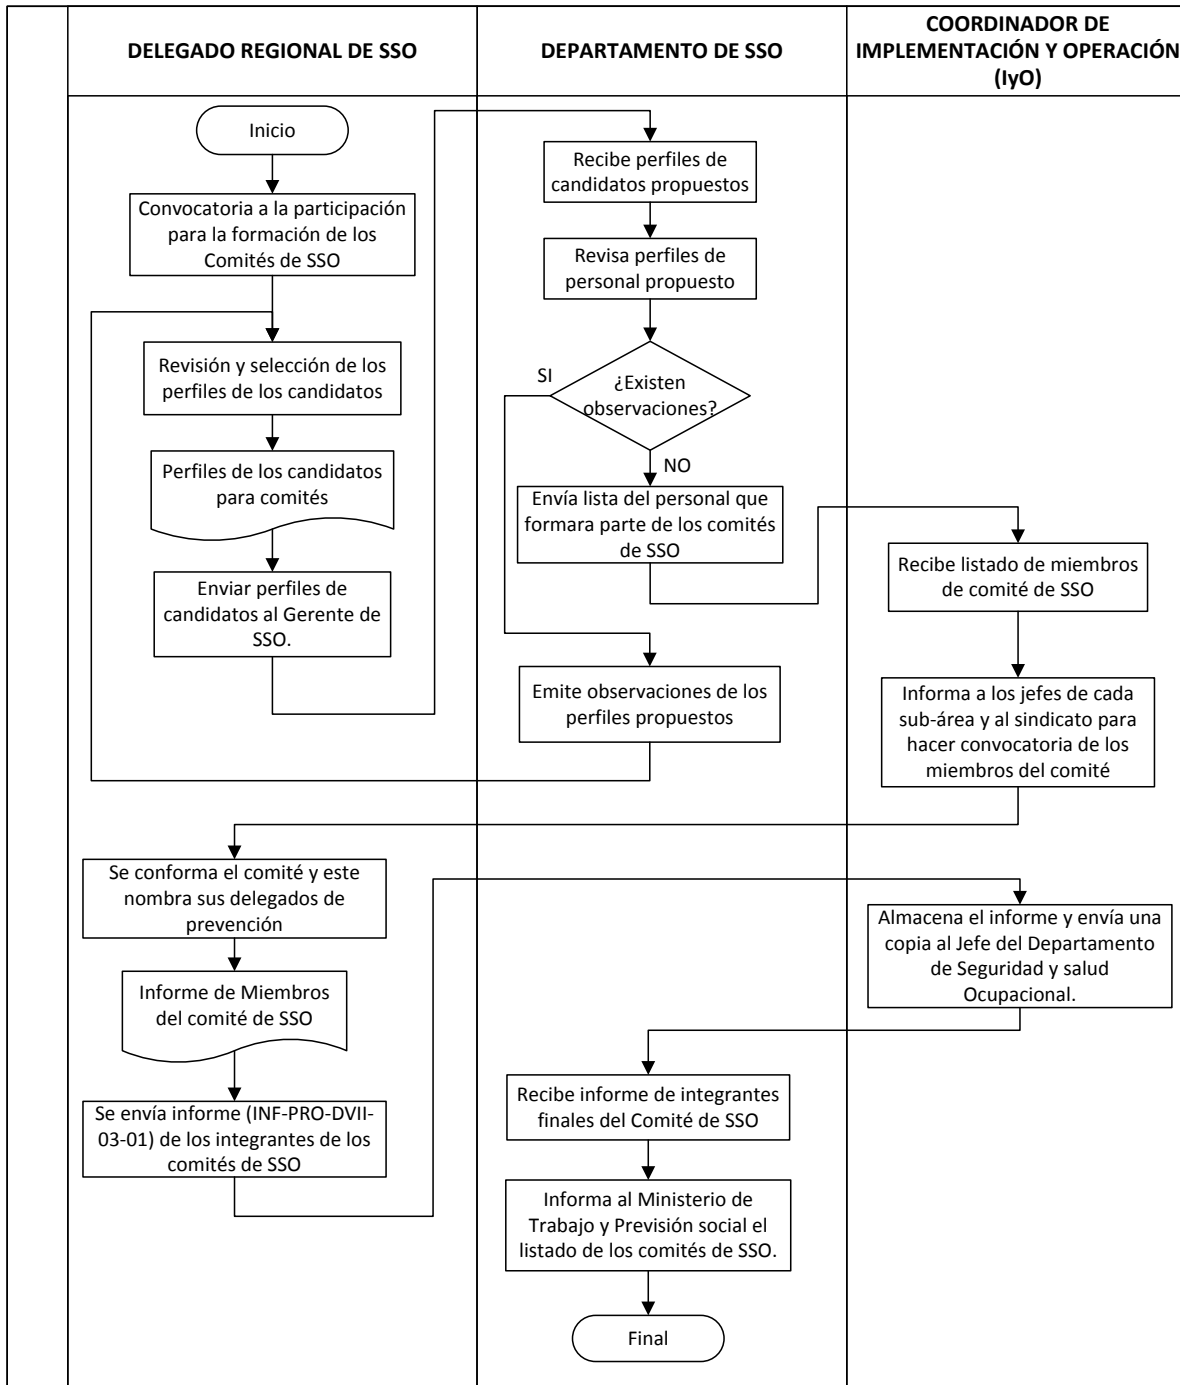 DELEGADO REGIONAL DE SSO
DEPARTAMENTO DE SSO
COORDINADOR DE
IMPLEMENTACIÓN Y OPERACIÓN
(IyO)
Inicio
Convocatoria a la participación
para la formación de los
Comités de SSO
Revisión y selección de los
perfiles de los candidatos
Perfiles de los candidatos
para comités
Enviar perfiles de
candidatos al Gerente de
SSO.
Recibe perfiles de
candidatos propuestos
Revisa perfiles de
personal propuesto
¿Existen
observaciones?
SI
NO
Envía lista del personal que
formara parte de los comités
de SSO
Emite observaciones de los
perfiles propuestos
Recibe listado de miembros
de comité de SSO
Informa a los jefes de cada
sub-área y al sindicato para
hacer convocatoria de los
miembros del comité
Se conforma el comité y este
nombra sus delegados de
prevención
Informe de Miembros
del comité de SSO
Se envía informe (INF-PRO-DVII-
03-01) de los integrantes de los
comités de SSO
Almacena el informe y envía una
copia al Jefe del Departamento
de Seguridad y salud
Ocupacional.
Recibe informe de integrantes
finales del Comité de SSO
Informa al Ministerio de
Trabajo y Previsión social el
listado de los comités de SSO.
Final